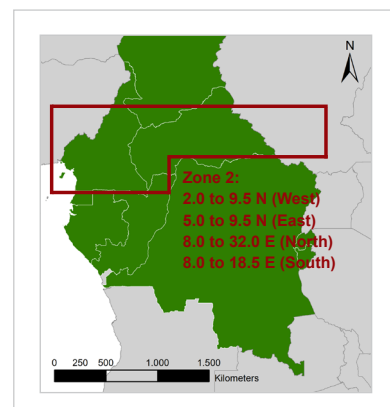 N
Zone 2:
2.0 to 9.5 N (West)
5.0 to 9.5 N (East)
8.0 to 32.0 E (North)
8.0 to 18.5 E (South)
0 250 500 1.000 1.500
Kilometers